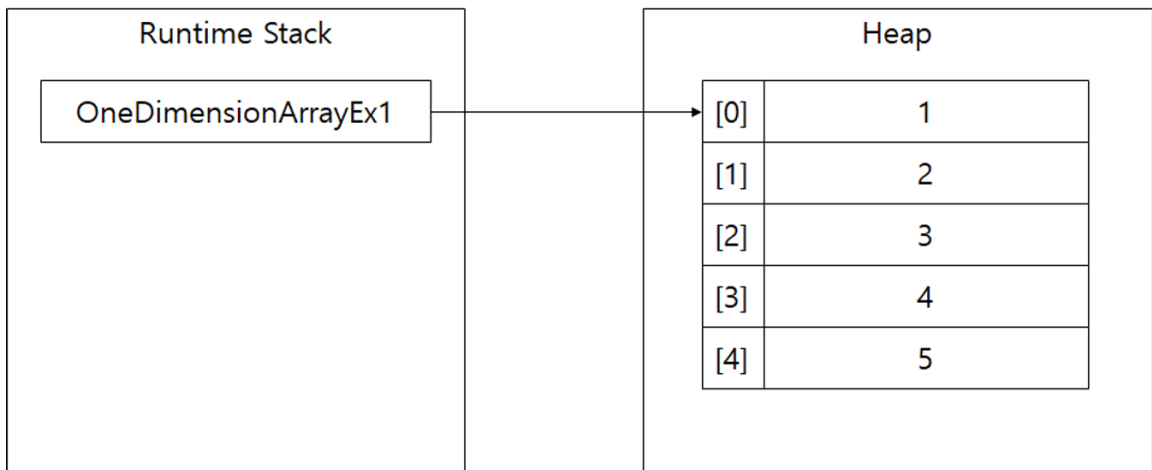 Runtime Stack
Heap
OneDimensionArrayEx1
[0] 1
[1] 2
[2] 3
[3] 4
[4] 5